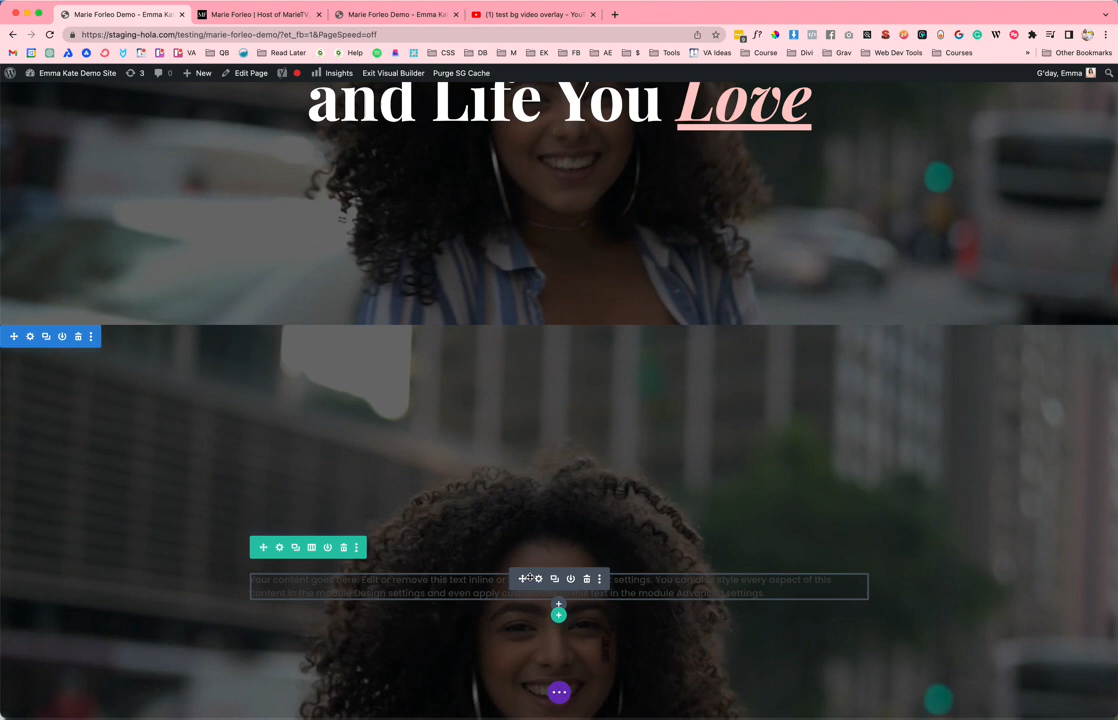 Marie Forleo Demo - Emma Kat
Marie Forleo | Host of MarieTV,
Marie Forleo Demo - Emma Kat
(1) test bg video overlay - YouT
https://staging-hola.com/testing/marie-forleo-demo/?et_fb=1&PageSpeed=off
VA
QB
Read Later
Help
CSS
DB
M
EK
FB
AE
$
Tools
VA Ideas
Course
Divi
Grav
Web Dev Tools
Courses
»
Other Bookmarks
Emma Kate Demo Site
3
0
New
Edit Page
Insights
Exit Visual Builder
Purge SG Cache
G'day, Emma
and Life You Love
Your content goes here. Edit or remove this text inline or settings. You can style every aspect of this
content in the module Design settings and even apply this text in the module Advanced settings.